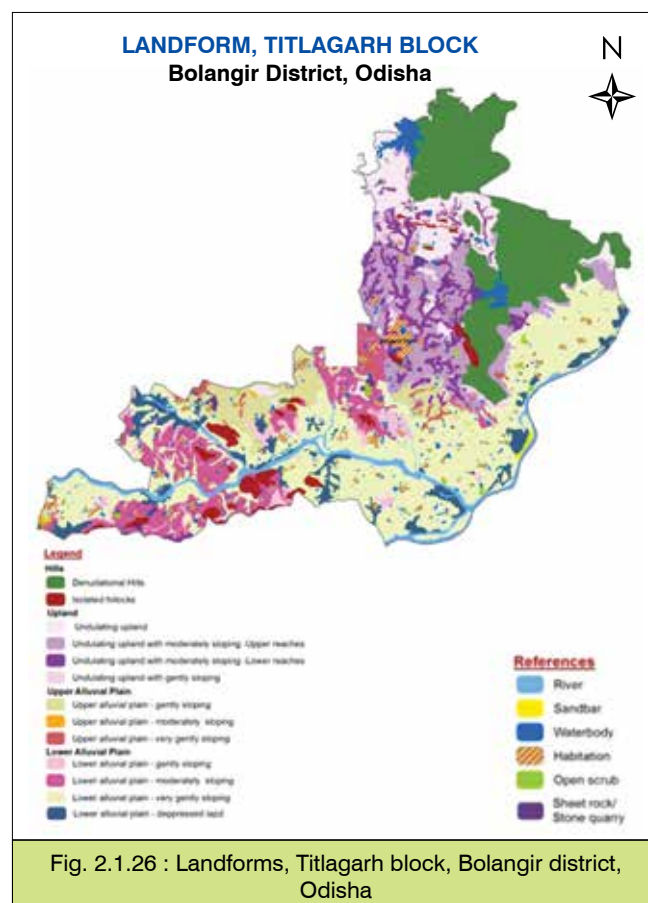 LANDFORM, TITLAGARH BLOCK
Bolangir District, Odisha
N
Legend
Hills
Denudational Hills
Isolated hillocks
Upland
Undulating upland
Undulating upland with moderately sloping -Upper reaches
Undulating upland with moderately sloping -Lower reaches
Undulating upland with gently sloping
Upper Alluvial Plain
Upper alluvial plain - gently sloping
Upper alluvial plain - moderately sloping
Upper alluvial plain - very gently sloping
Lower Alluvial Plain
Lower alluvial plain - gently sloping
Lower alluvial plain - moderately sloping
Lower alluvial plain - very gently sloping
Lower alluvial plain - deppressed land
References
River
Sandbar
Waterbody
Habitation
Open scrub
Sheet rock/
Stone quarry
Fig. 2.1.26 : Landforms, Titlagarh block, Bolangir district,
Odisha